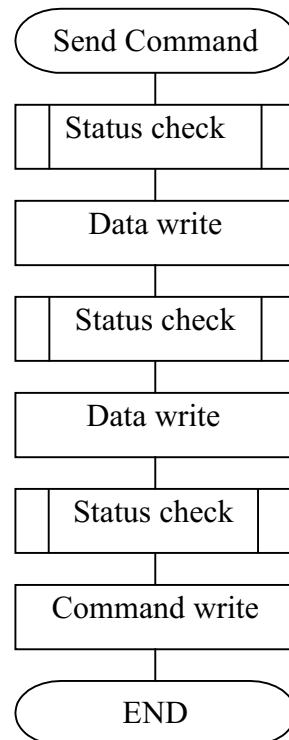 Send Command
Status check
Data write
Status check
Data write
Status check
Command write
END